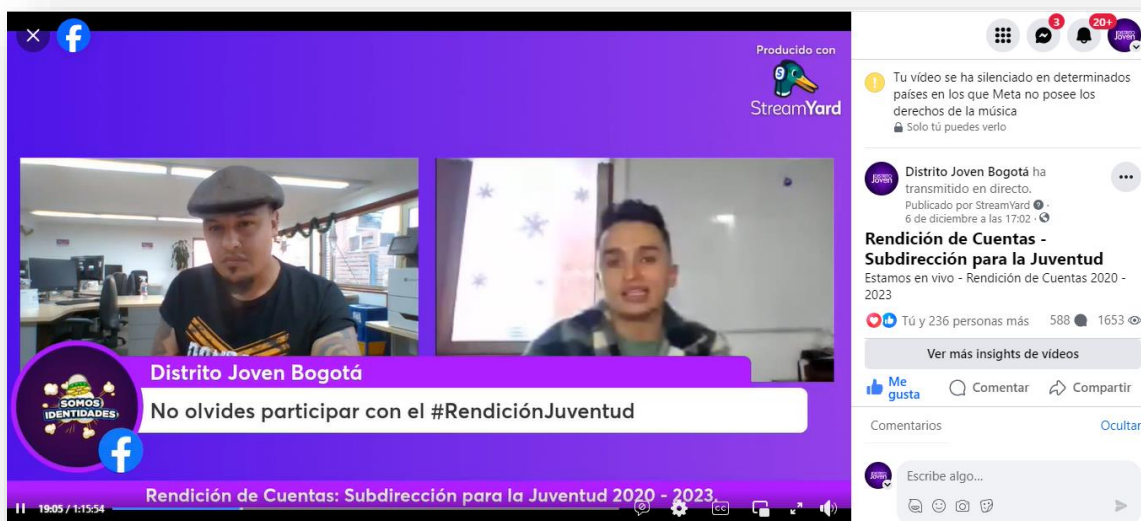 Producido con
StreamYard
DON'T
Distrito Joven Bogotá
No olvides participar con el #RendiciónJuventud
SOMOS
IDENTIDADES
Rendición de Cuentas: Subdirección para la Juventud 2020 - 2023.
19:05 / 1:15:54
3
20+
Tu vídeo se ha silenciado en determinados
países en los que Meta no posee los
derechos de la música
Solo tú puedes verlo
Distrito Joven Bogotá ha
transmitido en directo.
Publicado por StreamYard
6 de diciembre a las 17:02 ·
Rendición de Cuentas -
Subdirección para la Juventud
Estamos en vivo - Rendición de Cuentas 2020 -
2023
Tú y 236 personas más 588 1653
Ver más insights de vídeos
Me gusta
Comentar
Compartir
Comentarios
Ocultar
Escribe algo...